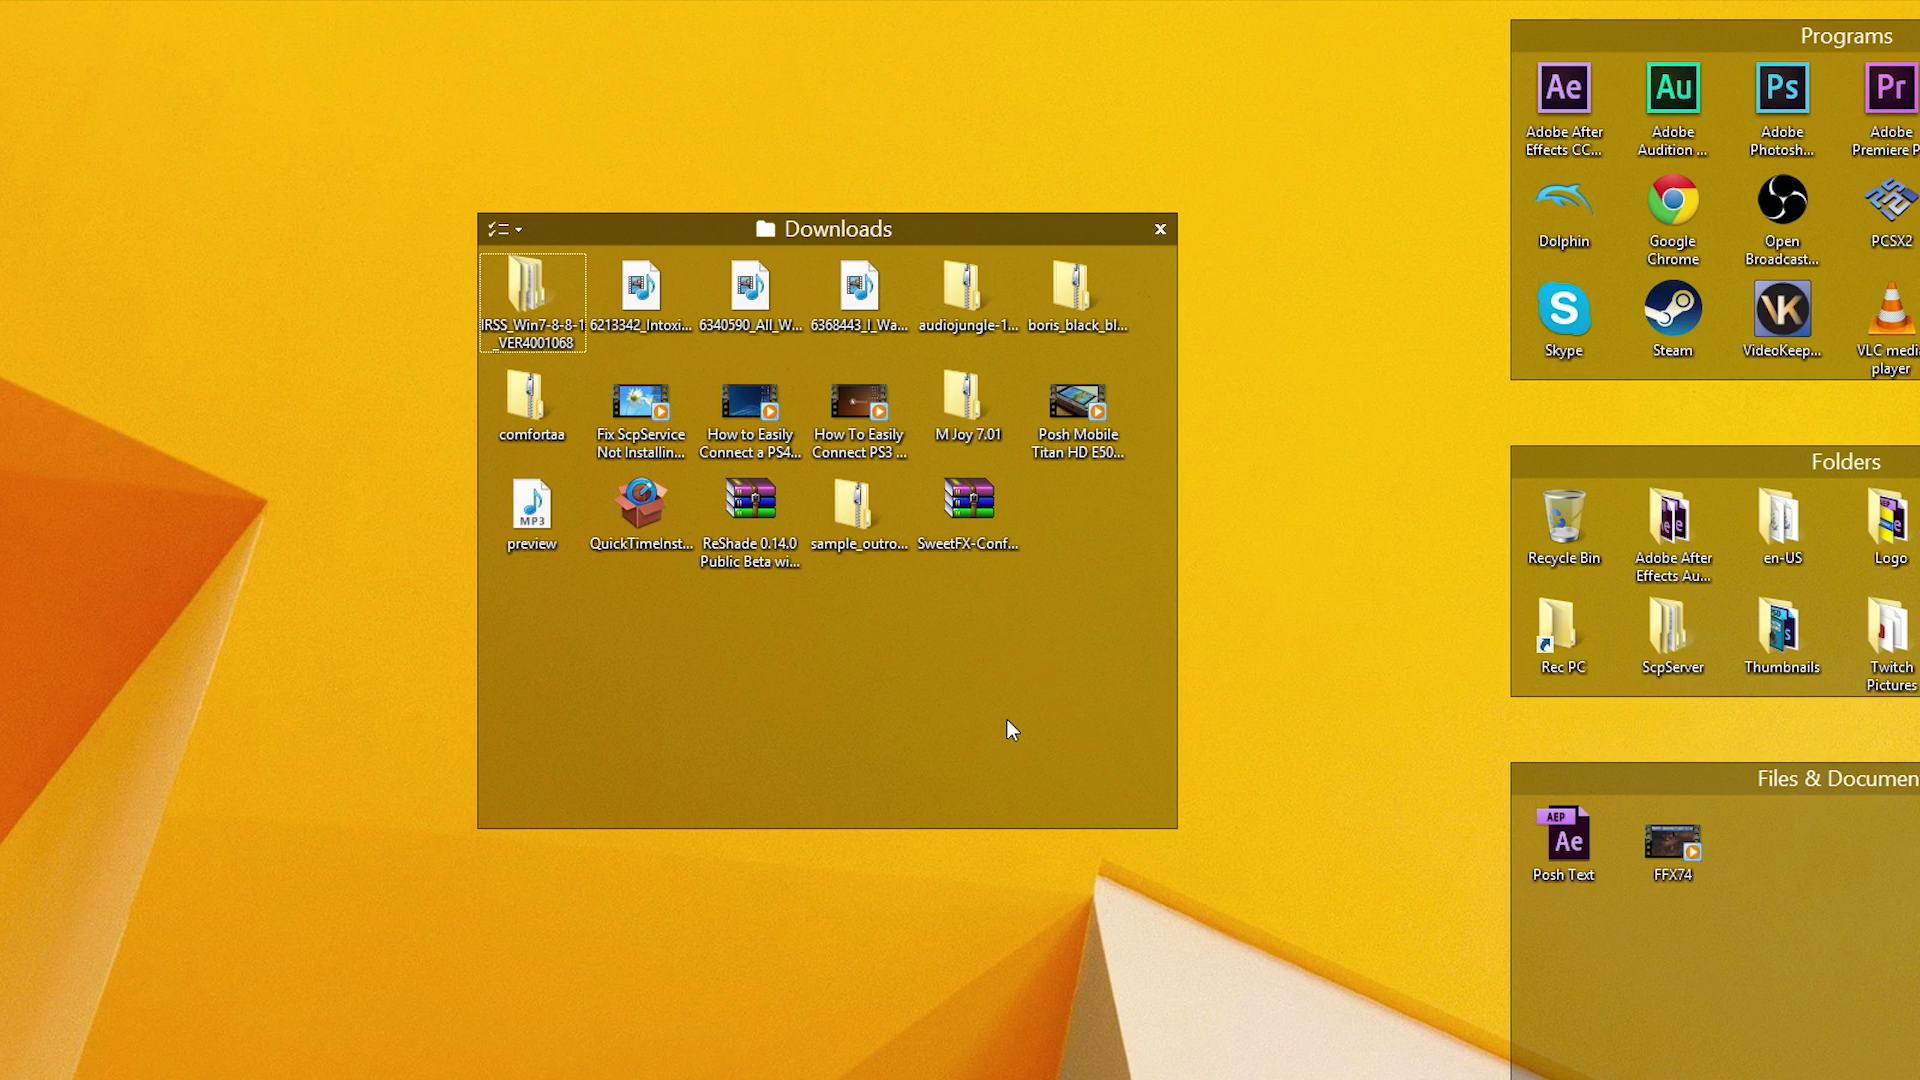 Programs
Ae Au Ps Pr
Adobe After Effects CC...
Adobe Audition ...
Adobe Photosh...
Adobe Premiere P
Dolphin
Google Chrome
Open Broadcast...
PCSX2
Skype
Steam
VideoKeep...
VLC medi player
Downloads
IRSS_Win7-8-8-1_VER4001068
6213342_Intoxi...
6340590_All_W...
6368443_I_Wa...
audiojungle-1...
boris_black_bl...
comfortaa
Fix ScpService Not Installin...
How to Easily Connect a PS4...
How To Easily Connect PS3 ...
M Joy 7.01
Posh Mobile Titan HD E50...
MP3
preview
QuickTimeInst...
ReShade 0.14.0 Public Beta wi...
sample_outro...
SweetFX-Conf...
Folders
Recycle Bin
Adobe After Effects Au...
en-US
Logo
Rec PC
ScpServer
Thumbnails
Twitch Pictures
Files & Documen
AEP
Ae
Posh Text
FFX74